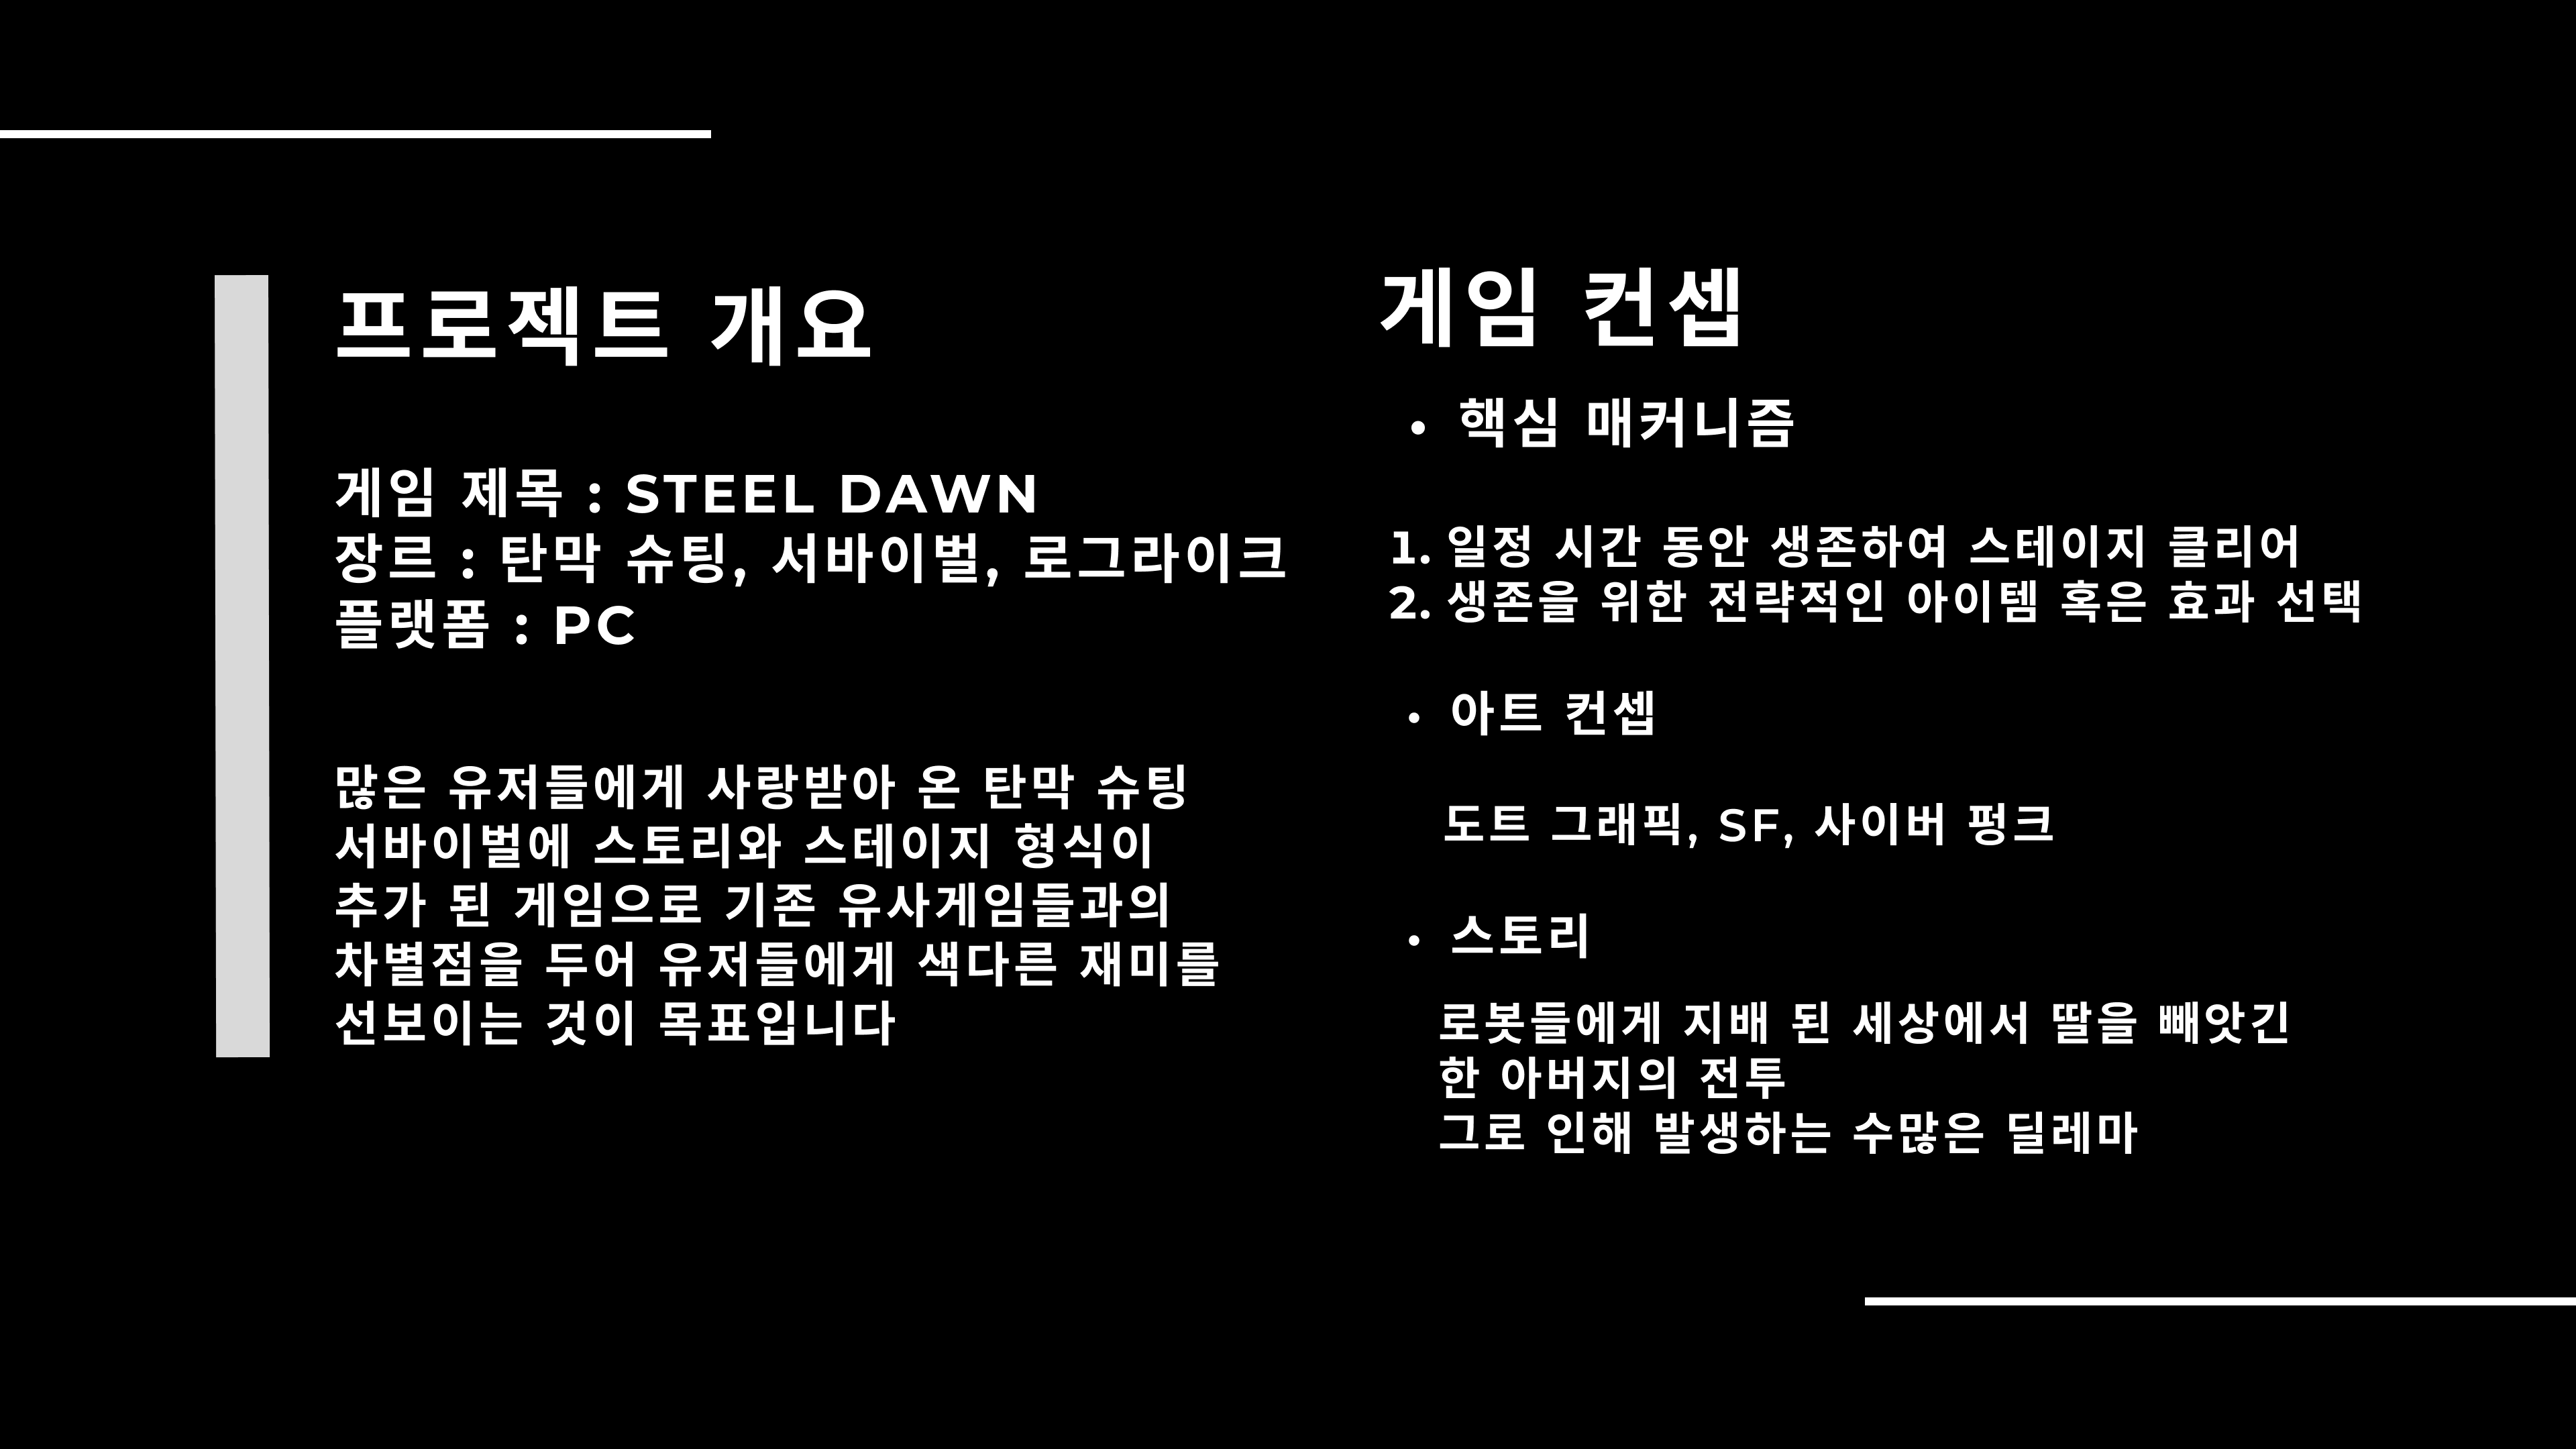 프로젝트 개요
게임 제목 : STEEL DAWN
장르 : 탄막 슈팅, 서바이벌, 로그라이크
플랫폼 : PC
많은 유저들에게 사랑받아 온 탄막 슈팅
서바이벌에 스토리와 스테이지 형식이
추가 된 게임으로 기존 유사게임들과의
차별점을 두어 유저들에게 색다른 재미를
선보이는 것이 목표입니다
게임 컨셉
• 핵심 매커니즘
1. 일정 시간 동안 생존하여 스테이지 클리어
2. 생존을 위한 전략적인 아이템 혹은 효과 선택
• 아트 컨셉
도트 그래픽, SF, 사이버 펑크
• 스토리
로봇들에게 지배 된 세상에서 딸을 빼앗긴
한 아버지의 전투
그로 인해 발생하는 수많은 딜레마